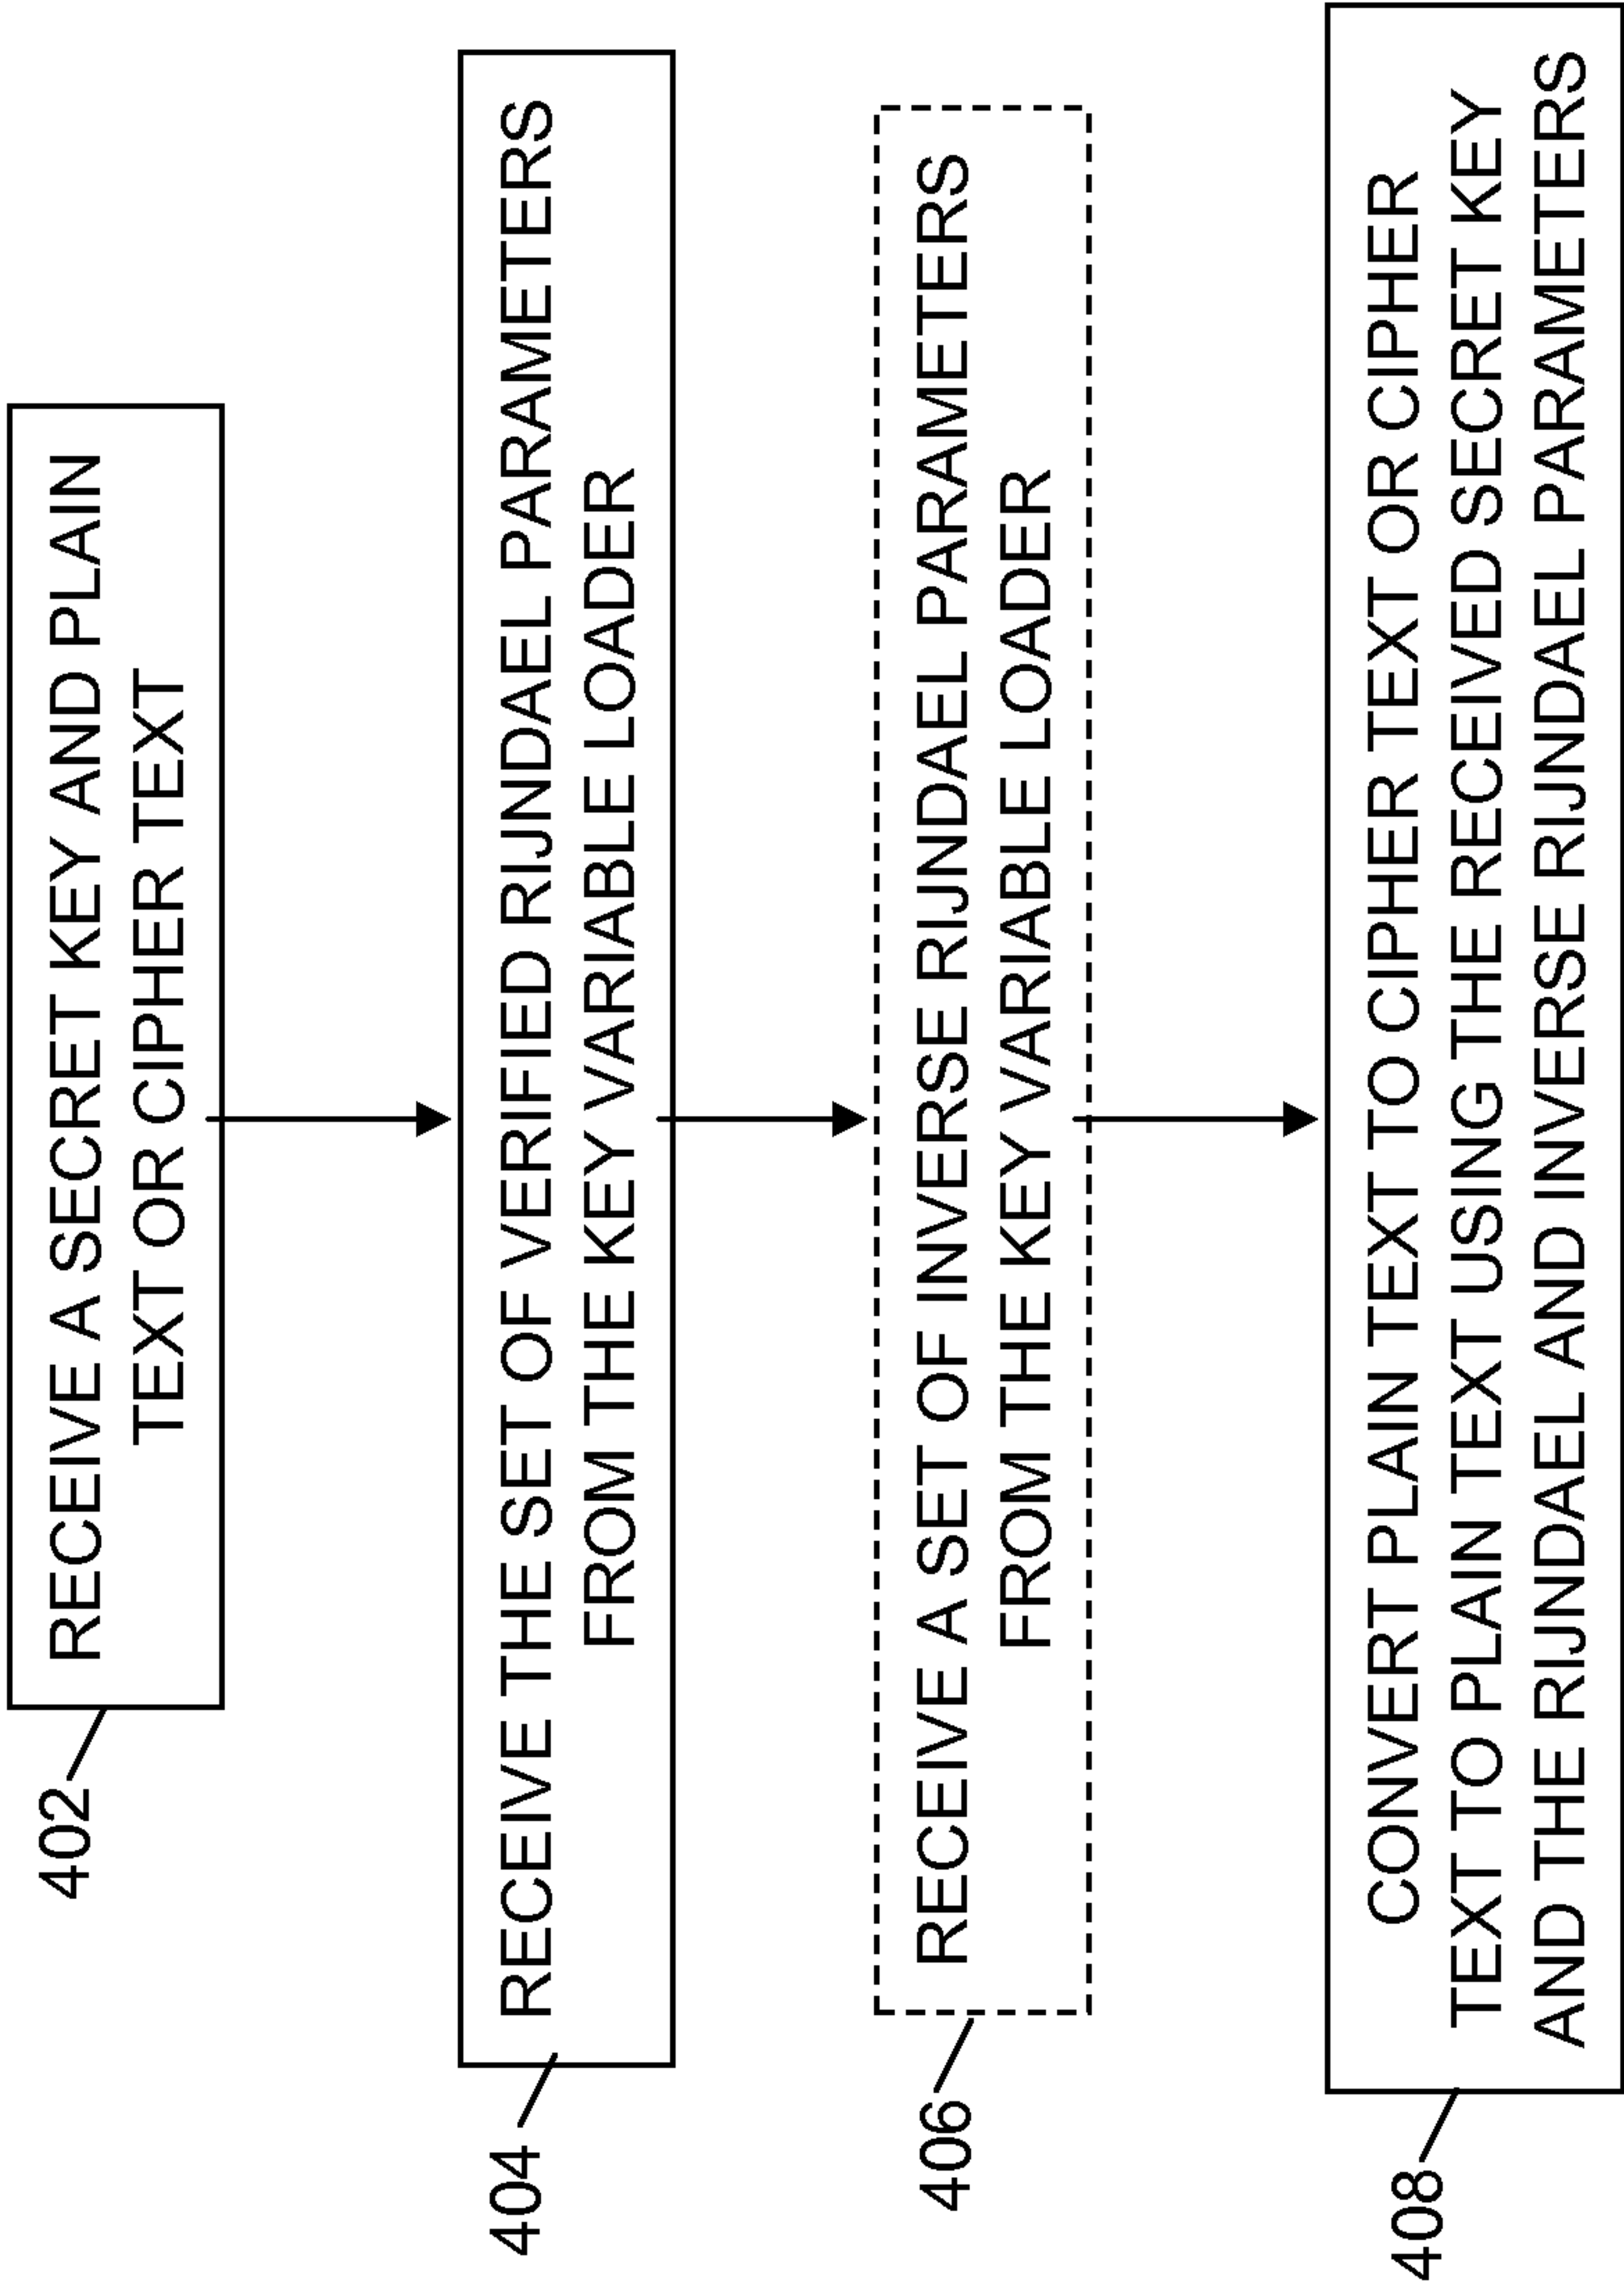 402
RECEIVE A SECRET KEY AND PLAIN
TEXT OR CIPHER TEXT
404
RECEIVE THE SET OF VERIFIED RIJNDAEL PARAMETERS
FROM THE KEY VARIABLE LOADER
406
RECEIVE A SET OF INVERSE RIJNDAEL PARAMETERS
FROM THE KEY VARIABLE LOADER
408
CONVERT PLAIN TEXT TO CIPHER TEXT OR CIPHER
TEXT TO PLAIN TEXT USING THE RECEIVED SECRET KEY
AND THE RIJNDAEL AND INVERSE RIJNDAEL PARAMETERS